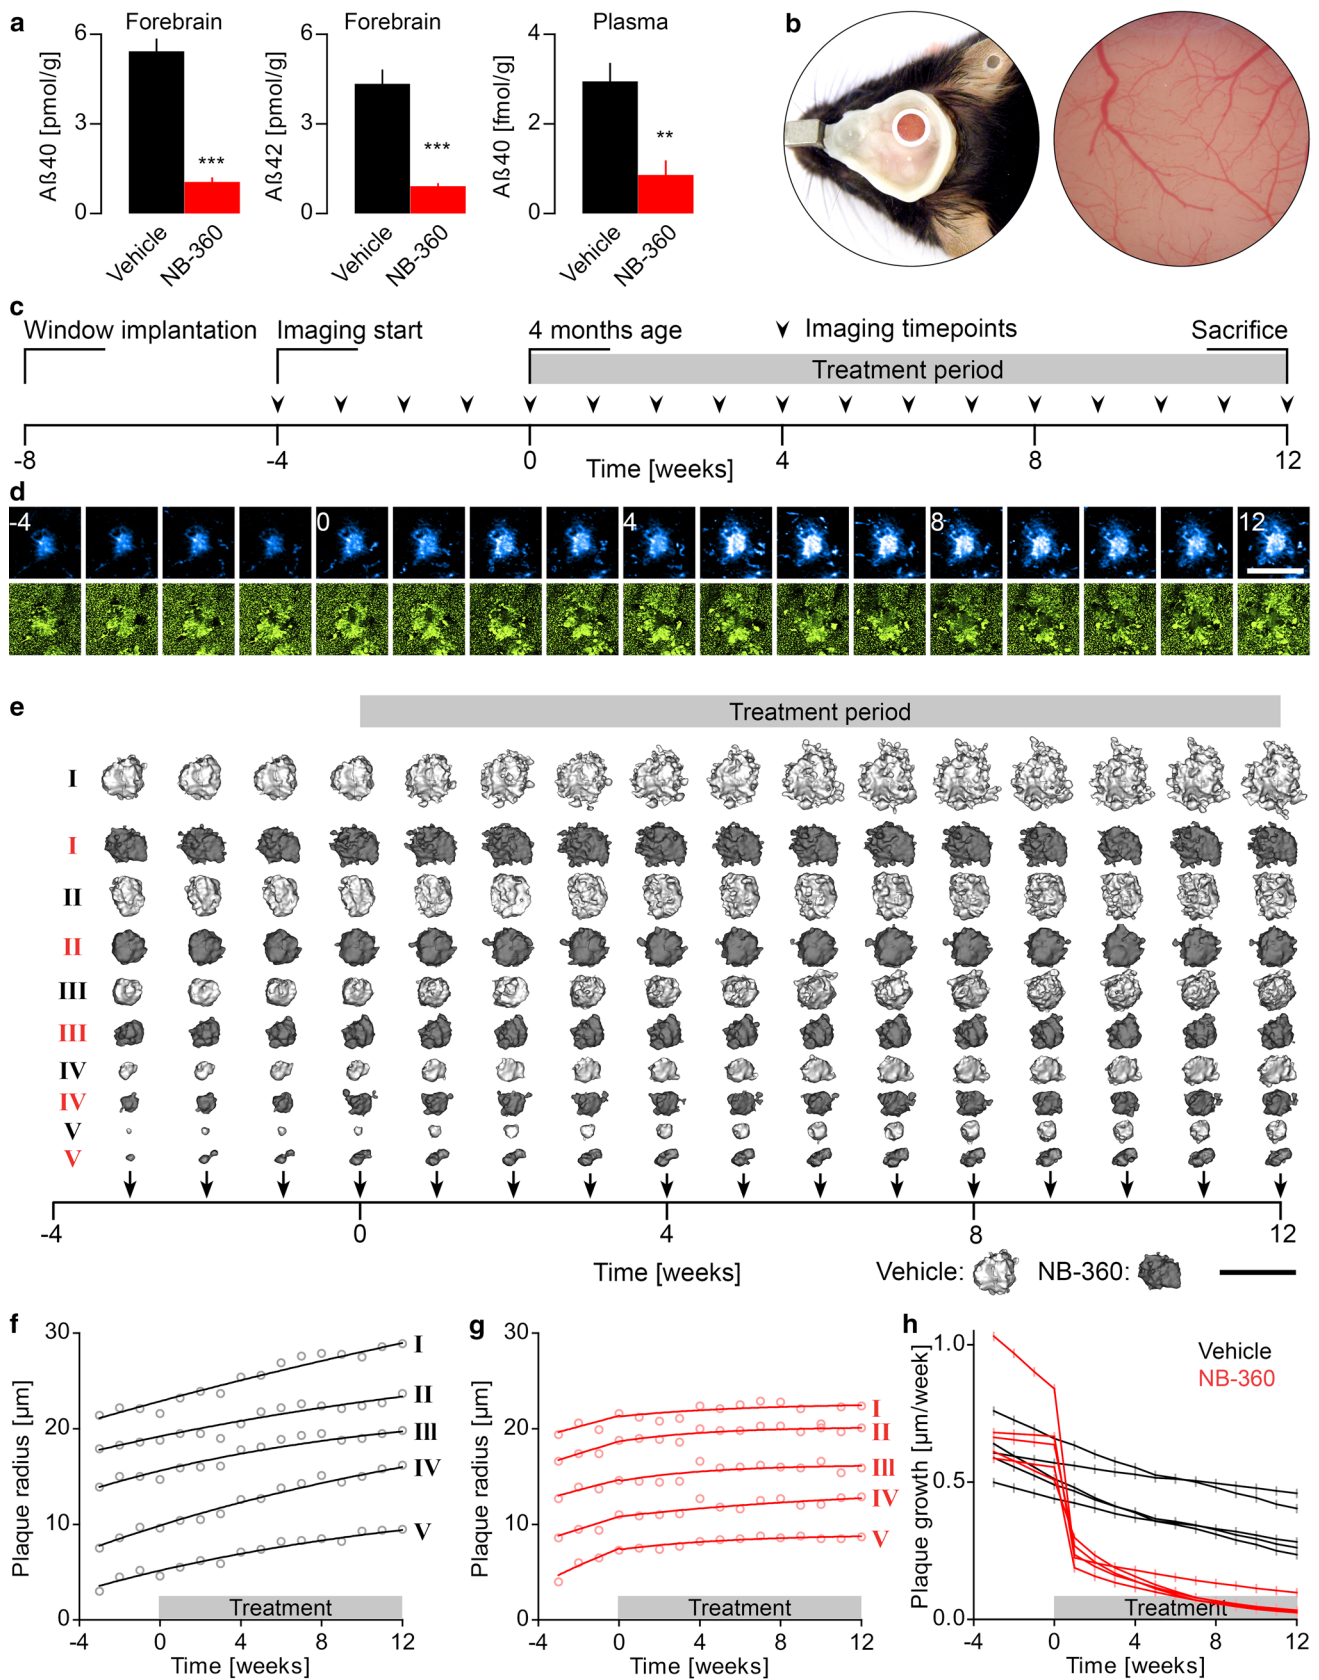 a
Forebrain
Forebrain
Plasma
Aß40 [pmol/g]
6
3
0
***
Vehicle
NB-360
Aß42 [pmol/g]
6
3
0
***
Vehicle
NB-360
Aß40 [fmol/g]
4
2
0
**
Vehicle
NB-360
b
c
Window implantation
Imaging start
4 months age
Imaging timepoints
Sacrifice
Treatment period
-8
-4
0
4
8
12
Time [weeks]
d
-4
0
4
8
12
e
Treatment period
I
I
II
II
III
III
IV
IV
V
V
-4
0
4
8
12
Time [weeks]
Vehicle:
NB-360:
f
Plaque radius [µm]
30
20
10
0
I
II
III
IV
V
Treatment
-4
0
4
8
12
Time [weeks]
g
Plaque radius [µm]
30
20
10
0
I
II
III
IV
V
Treatment
-4
0
4
8
12
Time [weeks]
h
Plaque growth [µm/week]
1.0
0.5
0.0
Vehicle
NB-360
Treatment
-4
0
4
8
12
Time [weeks]